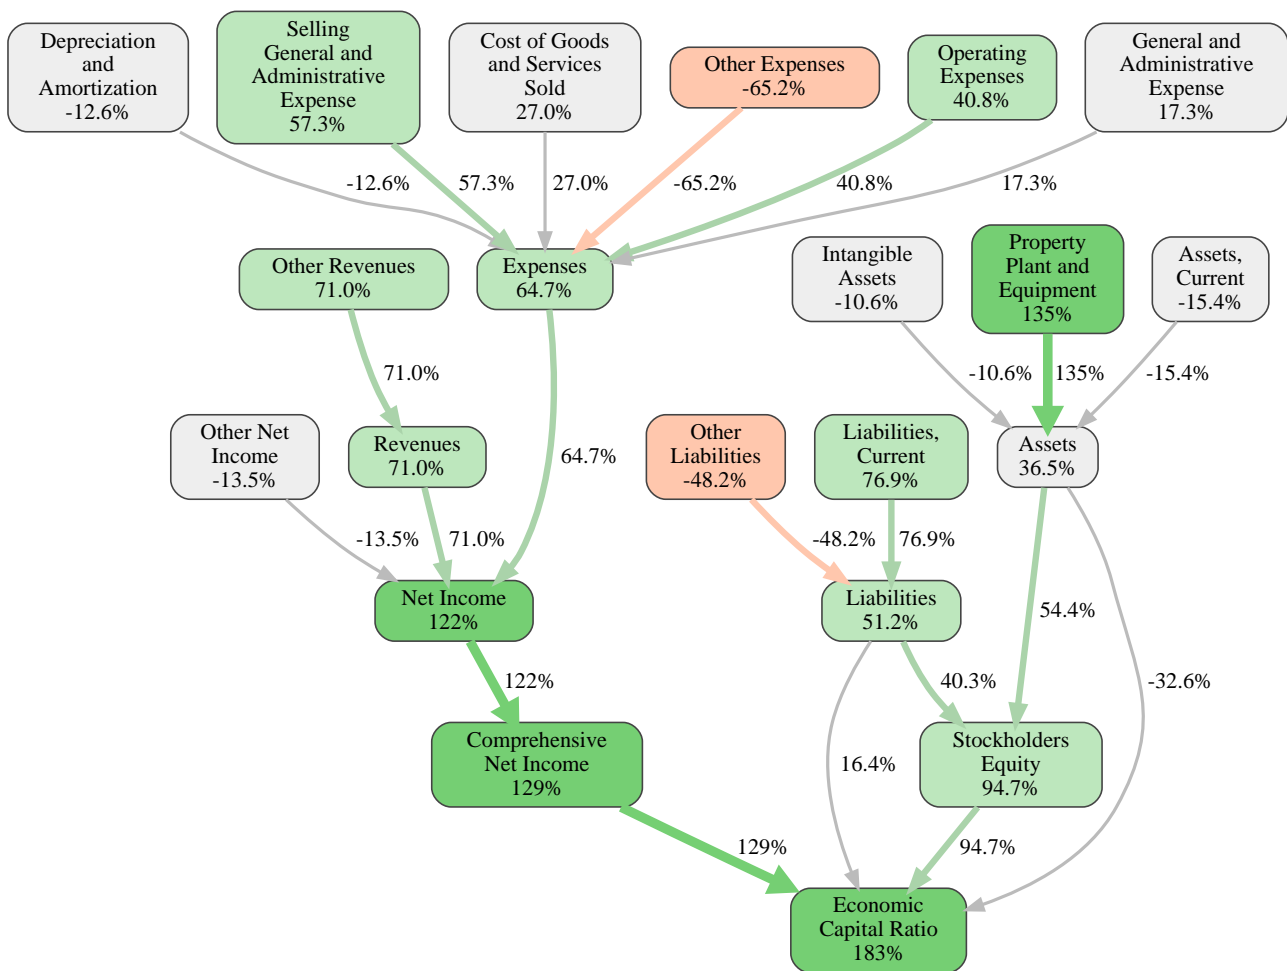 Depreciation
and
Amortization
-12.6%
Selling
General and
Administrative
Expense
57.3%
Cost of Goods
and Services
Sold
27.0%
Other Expenses
-65.2%
Operating
Expenses
40.8%
General and
Administrative
Expense
17.3%
-12.6%
57.3%
27.0%
-65.2%
40.8%
17.3%
Other Revenues
71.0%
Expenses
64.7%
Intangible
Assets
-10.6%
Property
Plant and
Equipment
135%
Assets,
Current
-15.4%
71.0%
-10.6%
135%
-15.4%
Other Net
Income
-13.5%
Revenues
71.0%
64.7%
Other
Liabilities
-48.2%
Liabilities,
Current
76.9%
Assets
36.5%
-13.5%
71.0%
-48.2%
76.9%
Net Income
122%
Liabilities
51.2%
54.4%
122%
40.3%
-32.6%
Comprehensive
Net Income
129%
16.4%
Stockholders
Equity
94.7%
129%
94.7%
Economic
Capital Ratio
183%